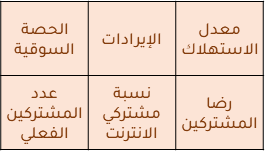 معدل
الاستهلاك
الإيرادات
الحصة
السوقية
رضا
المشتركين
نسبة
مشتركي
الانترنت
عدد
المشتركين
الفعلي